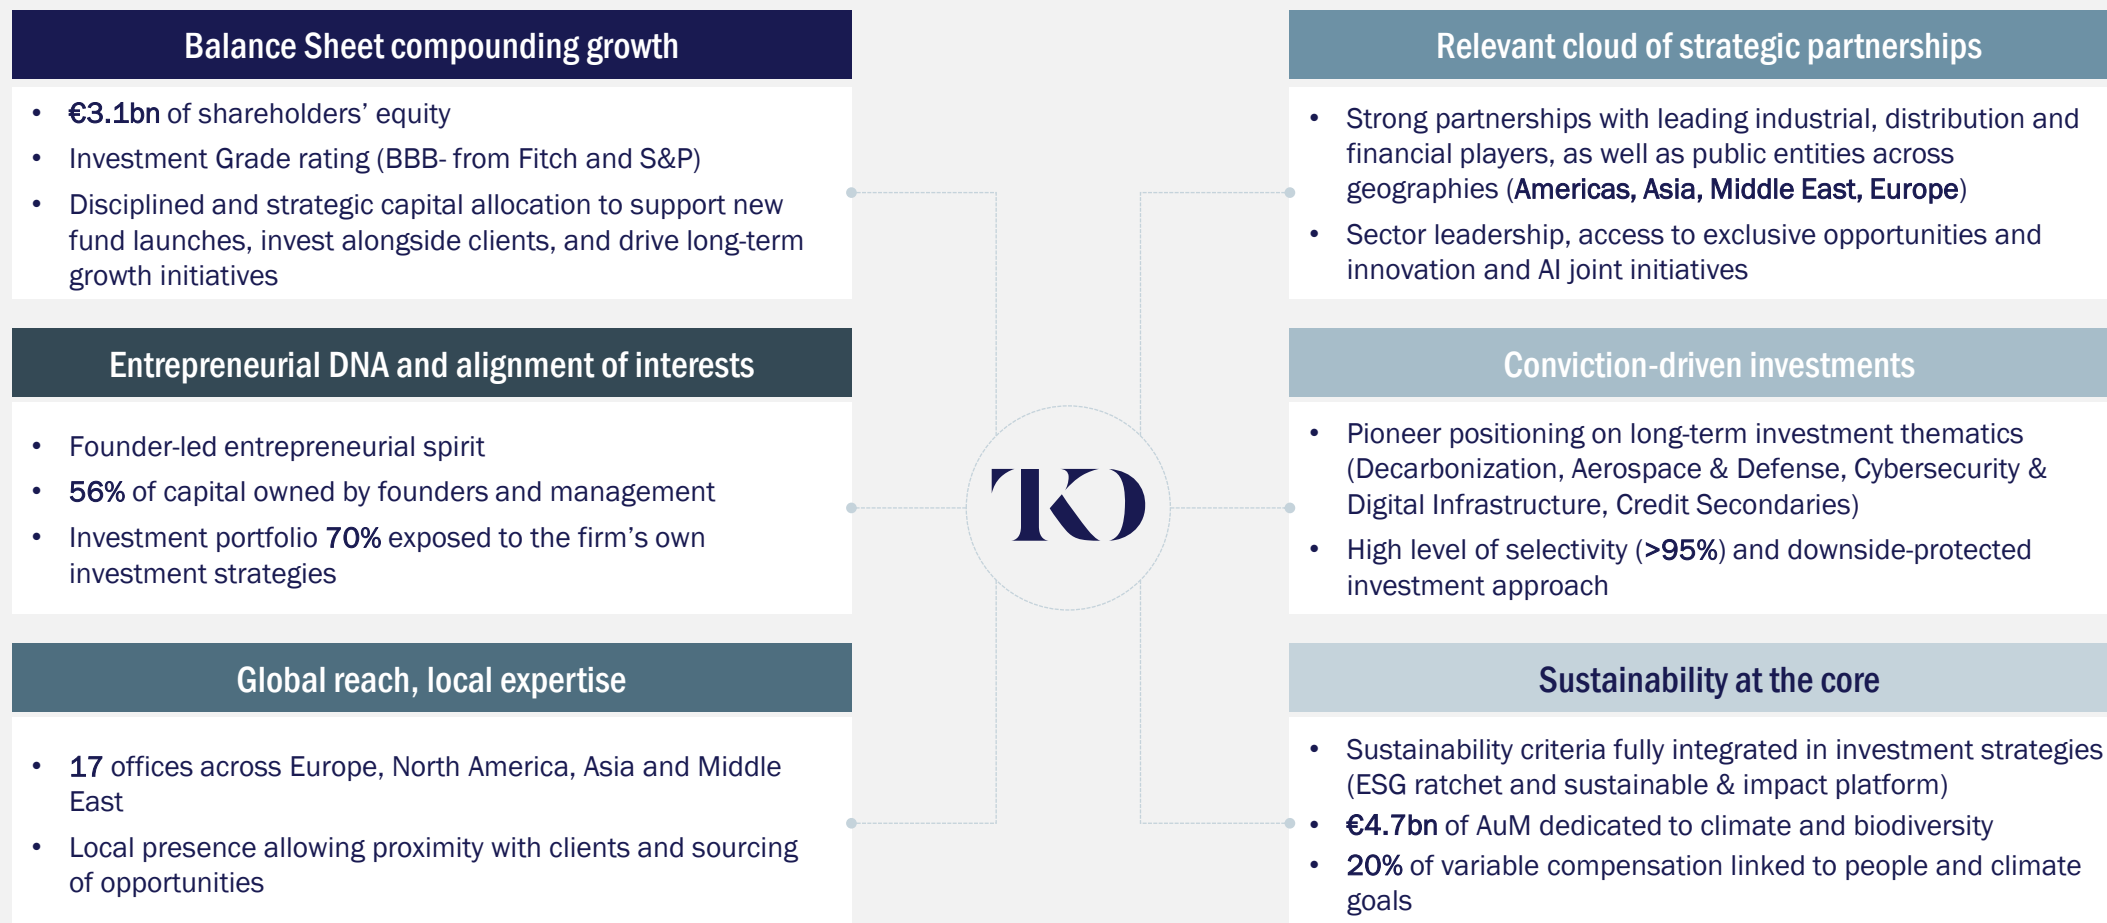 Balance Sheet compounding growth
• €3.1bn of shareholders’ equity
• Investment Grade rating (BBB- from Fitch and S&P)
• Disciplined and strategic capital allocation to support new
fund launches, invest alongside clients, and drive long-term
growth initiatives
Entrepreneurial DNA and alignment of interests
• Founder-led entrepreneurial spirit
• 56% of capital owned by founders and management
• Investment portfolio 70% exposed to the firm’s own
investment strategies
Global reach, local expertise
• 17 offices across Europe, North America, Asia and Middle
East
• Local presence allowing proximity with clients and sourcing
of opportunities
TKO
Relevant cloud of strategic partnerships
• Strong partnerships with leading industrial, distribution and
financial players, as well as public entities across
geographies (Americas, Asia, Middle East, Europe)
• Sector leadership, access to exclusive opportunities and
innovation and AI joint initiatives
Conviction-driven investments
• Pioneer positioning on long-term investment thematics
(Decarbonization, Aerospace & Defense, Cybersecurity &
Digital Infrastructure, Credit Secondaries)
• High level of selectivity (>95%) and downside-protected
investment approach
Sustainability at the core
• Sustainability criteria fully integrated in investment strategies
(ESG ratchet and sustainable & impact platform)
• €4.7bn of AuM dedicated to climate and biodiversity
• 20% of variable compensation linked to people and climate
goals